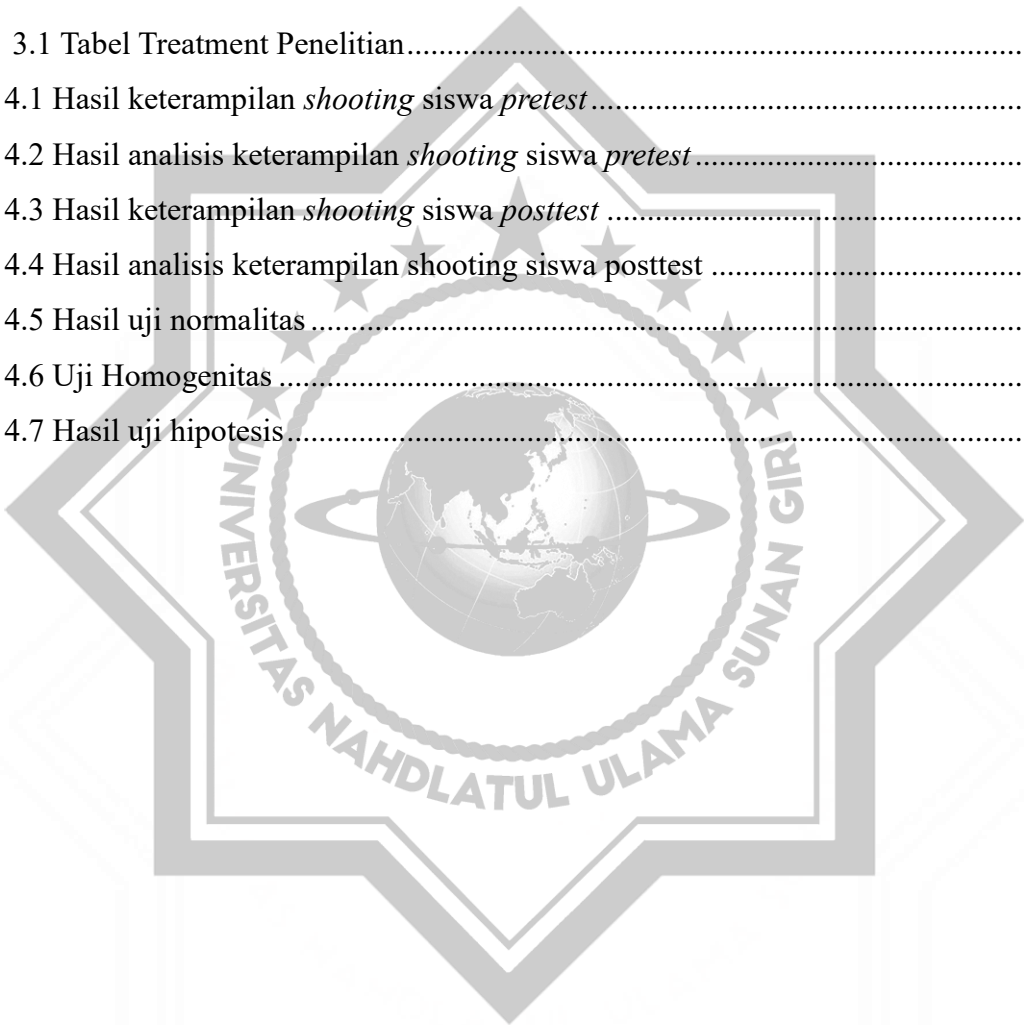 3.1 Tabel Treatment Penelitian................................................................................
4.1 Hasil keterampilan shooting siswa pretest........................................................
4.2 Hasil analisis keterampilan shooting siswa pretest..........................................
4.3 Hasil keterampilan shooting siswa posttest .....................................................
4.4 Hasil analisis keterampilan shooting siswa posttest ........................................
4.5 Hasil uji normalitas............................................................................................
4.6 Uji Homogenitas ................................................................................................
4.7 Hasil uji hipotesis...............................................................................................
UNIVERSITAS NAHDLATUL ULAMA SUNAN GIRI